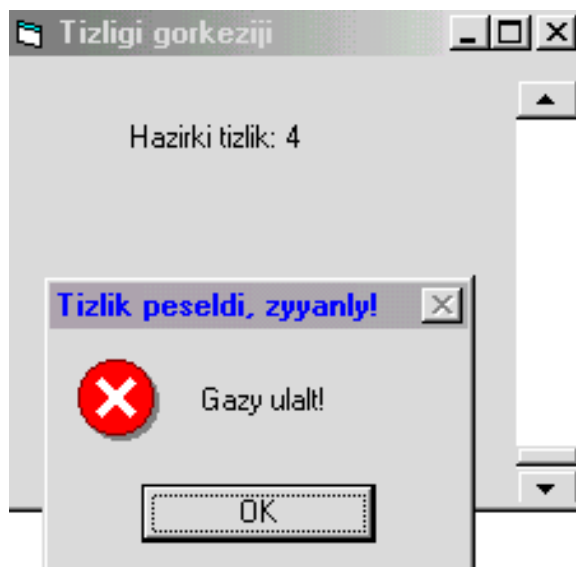 Tizligi gorkeziji
Hazirki tizlik: 4
Tizlik peseldi, zyyanly!
Gazy ulalt!
OK